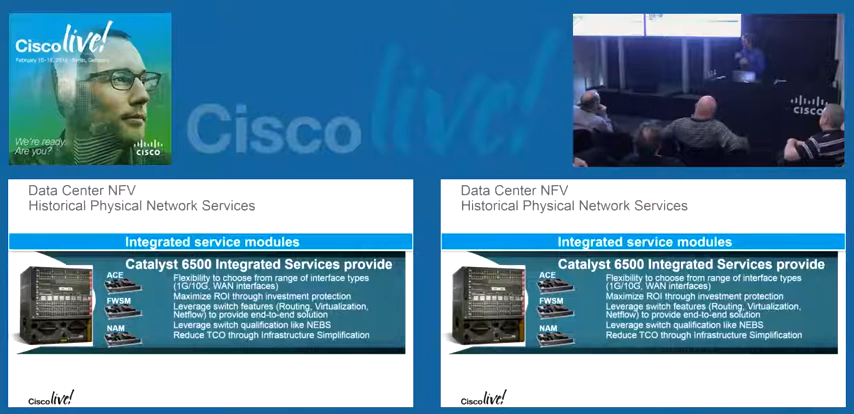 Cisco live!
February 15-19, 2016 · Berlin, Germany
We're ready.
Are you?
CISCO
Cisco live!
CISCO
Data Center NFV
Historical Physical Network Services
Integrated service modules
Catalyst 6500 Integrated Services provide
ACE
FWSM
NAM
Flexibility to choose from range of interface types
(1G/10G, WAN interfaces)
Maximize ROI through investment protection
Leverage switch features (Routing, Virtualization,
Netflow) to provide end-to-end solution
Leverage switch qualification like NEBS
Reduce TCO through Infrastructure Simplification
Cisco live!
Data Center NFV
Historical Physical Network Services
Integrated service modules
Catalyst 6500 Integrated Services provide
ACE
FWSM
NAM
Flexibility to choose from range of interface types
(1G/10G, WAN interfaces)
Maximize ROI through investment protection
Leverage switch features (Routing, Virtualization,
Netflow) to provide end-to-end solution
Leverage switch qualification like NEBS
Reduce TCO through Infrastructure Simplification
Cisco live!